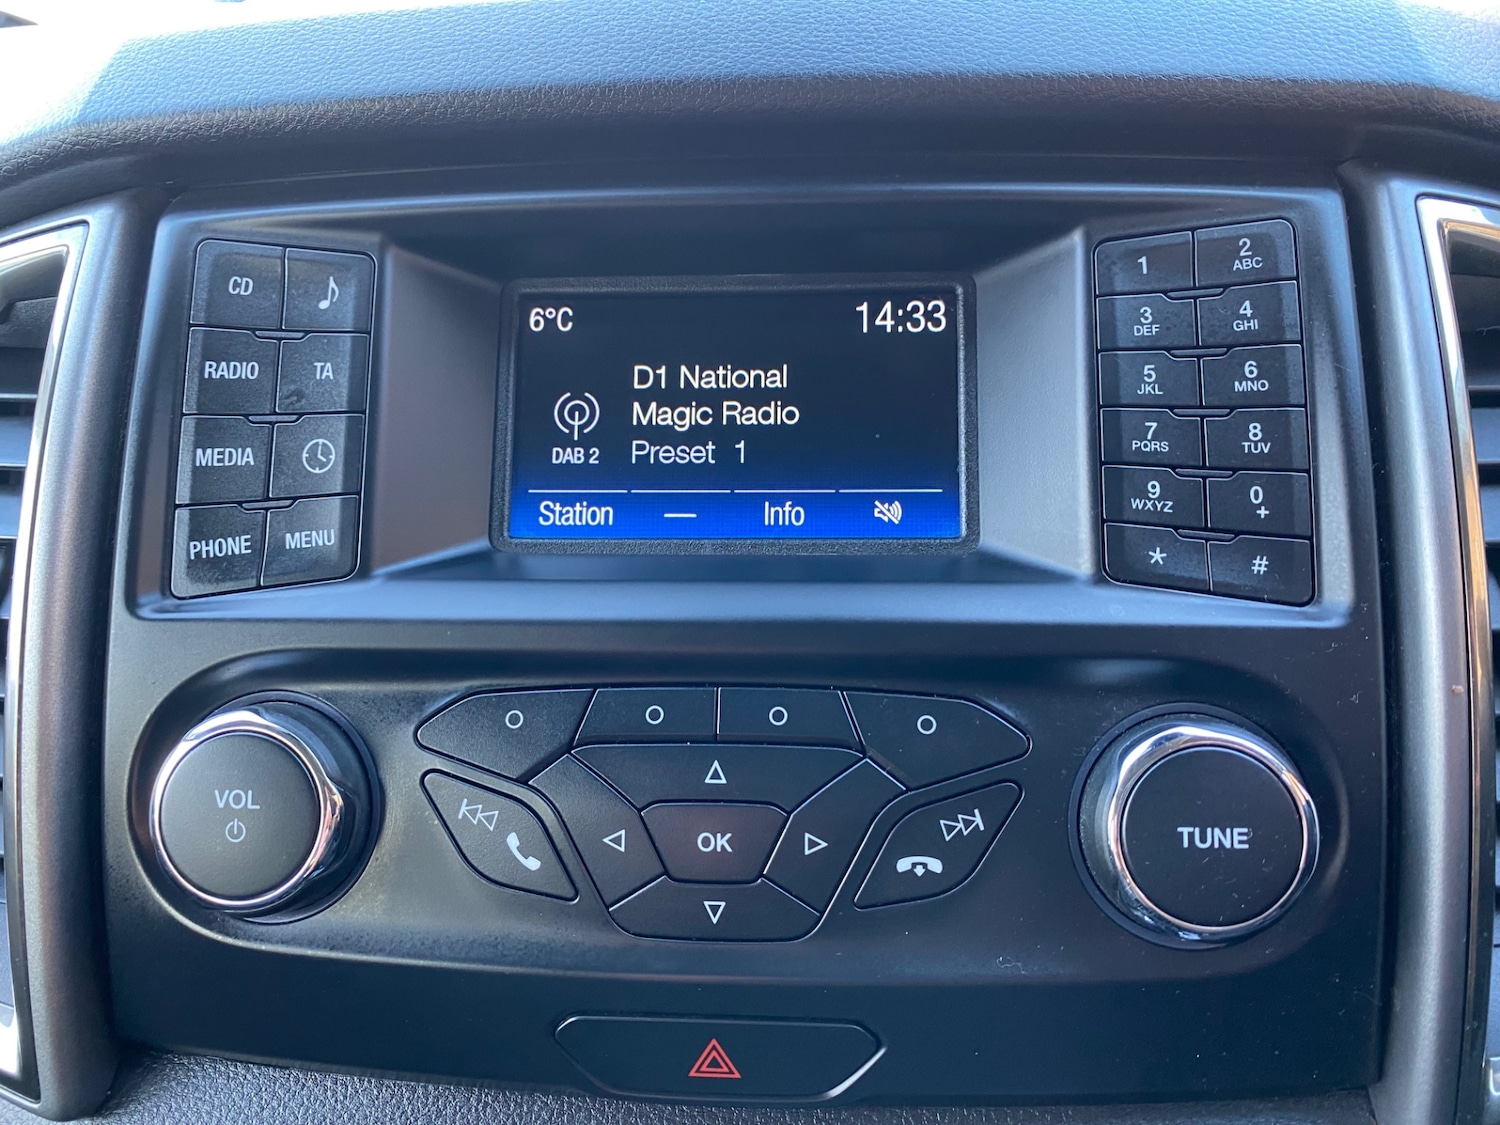 CD
RADIO TA
MEDIA
PHONE MENU
6°C 14:33
D1 National
Magic Radio
DAB 2 Preset 1
Station — Info
1 2 ABC
3 DEF 4 GHI
5 JKL 6 MNO
7 PQRS 8 TUV
9 WXYZ 0 +
* #
VOL
OK
TUNE